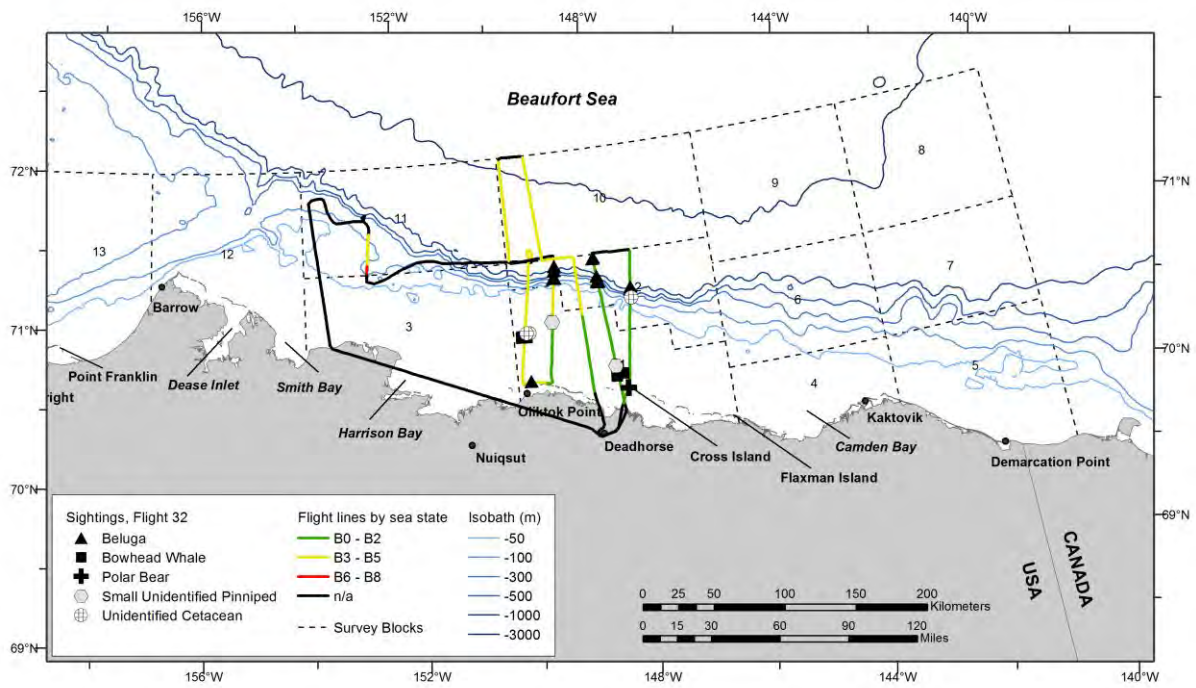 156°W 152°W 148°W 144°W 140°W
Beaufort Sea
8
72°N
71°N
9
10
11
13
12
7
2
6
Barrow
3
71°N
70°N
Point Franklin
Dease Inlet
Smith Bay
4
5
right
Oliktok Point
Kaktovik
Harrison Bay
Deadhorse
Camden Bay
Cross Island
Nuiqsut
Demarcation Point
Flaxman Island
70°N
69°N
Sightings, Flight 32
Beluga
Bowhead Whale
Polar Bear
Small Unidentified Pinniped
Unidentified Cetacean
Flight lines by sea state
B0 - B2
B3 - B5
B6 - B8
n/a
Survey Blocks
Isobath (m)
-50
-100
-300
-500
-1000
-3000
USA
CANADA
0 25 50 100 150 200
Kilometers
0 15 30 60 90 120
Miles
69°N
156°W 152°W 148°W 144°W 140°W